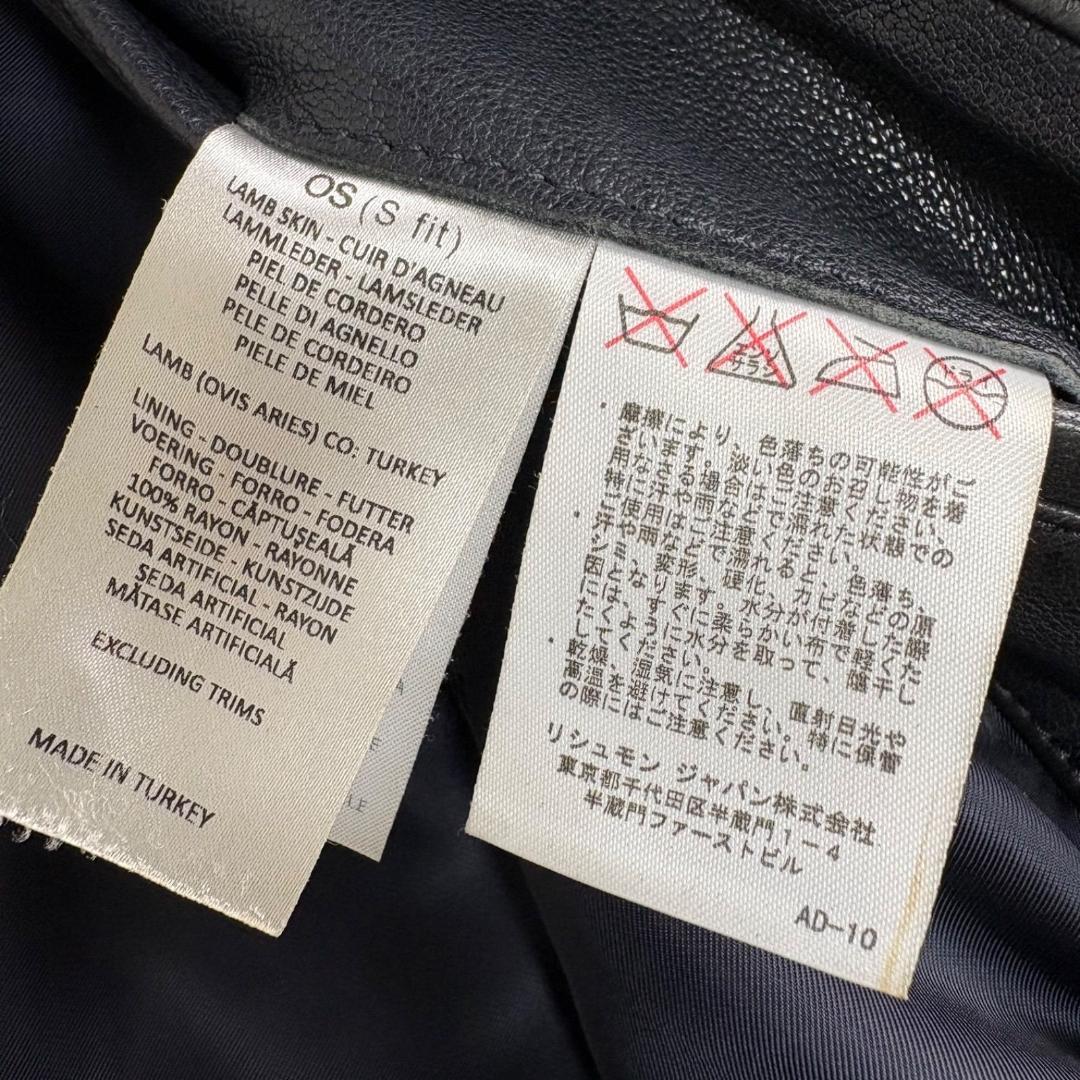 OS (S fit)
LAMB SKIN - CUIR D'AGNEAU
LAMMLEDER - LAMSLEDER
PIEL DE CORDERO
PELLE DI AGNELLO
PELE DE CORDEIRO
PIELE DE MIEL
LAMB (OVIS ARIES) CO: TURKEY
LINING - DOUBLURE - FUTTER
VOERING - FORRO - FODERA
FORRO - CĂPTUŞEALĂ
100% RAYON - RAYONNE
KUNSTSEIDE - KUNSTZIJDE
SEDA ARTIFICIAL - RAYON
SEDA ARTIFICIAL
MĂTASE ARTIFICIALĂ
EXCLUDING TRIMS
MADE IN TURKEY
A
E
LE
エンソ
サラシ
ドライ
・摩擦により、色落ちの可能性がご
ざいます。淡い色のお召し物を着
用なさる場合はご注意ください、
特に汗や雨などで濡れた状態での
ご使用はご注意ください。
・汗や雨などで濡れると、色落ち、
シミ、変形、硬化、カビなどの原
因となります。水分が付着した際
には、すぐに柔らかい布で軽くた
たくように水分を取って、陰干し
してください。
・乾燥、湿気に注意し、直射日光や
高温を避けてください。特に保管
の際にはご注意ください。
リシュモン ジャパン株式会社
東京都千代田区半蔵門1-4
半蔵門ファーストビル
AD-10